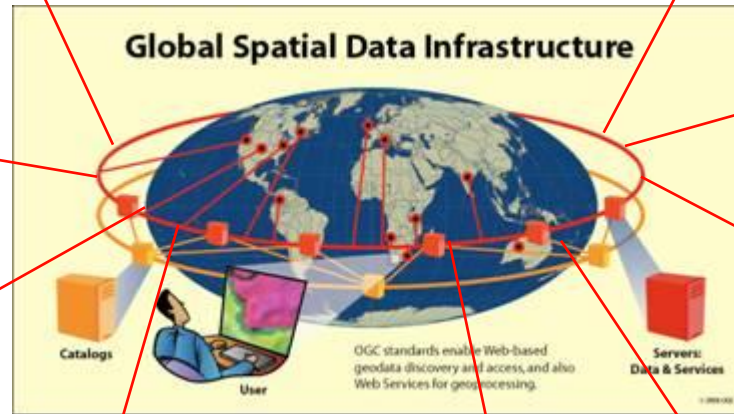 Global Spatial Data Infrastructure
Catalogs
User
OGC standards enable Web-based
geodata discovery and access, and also
Web Services for geoprocessing.
Servers:
Data & Services